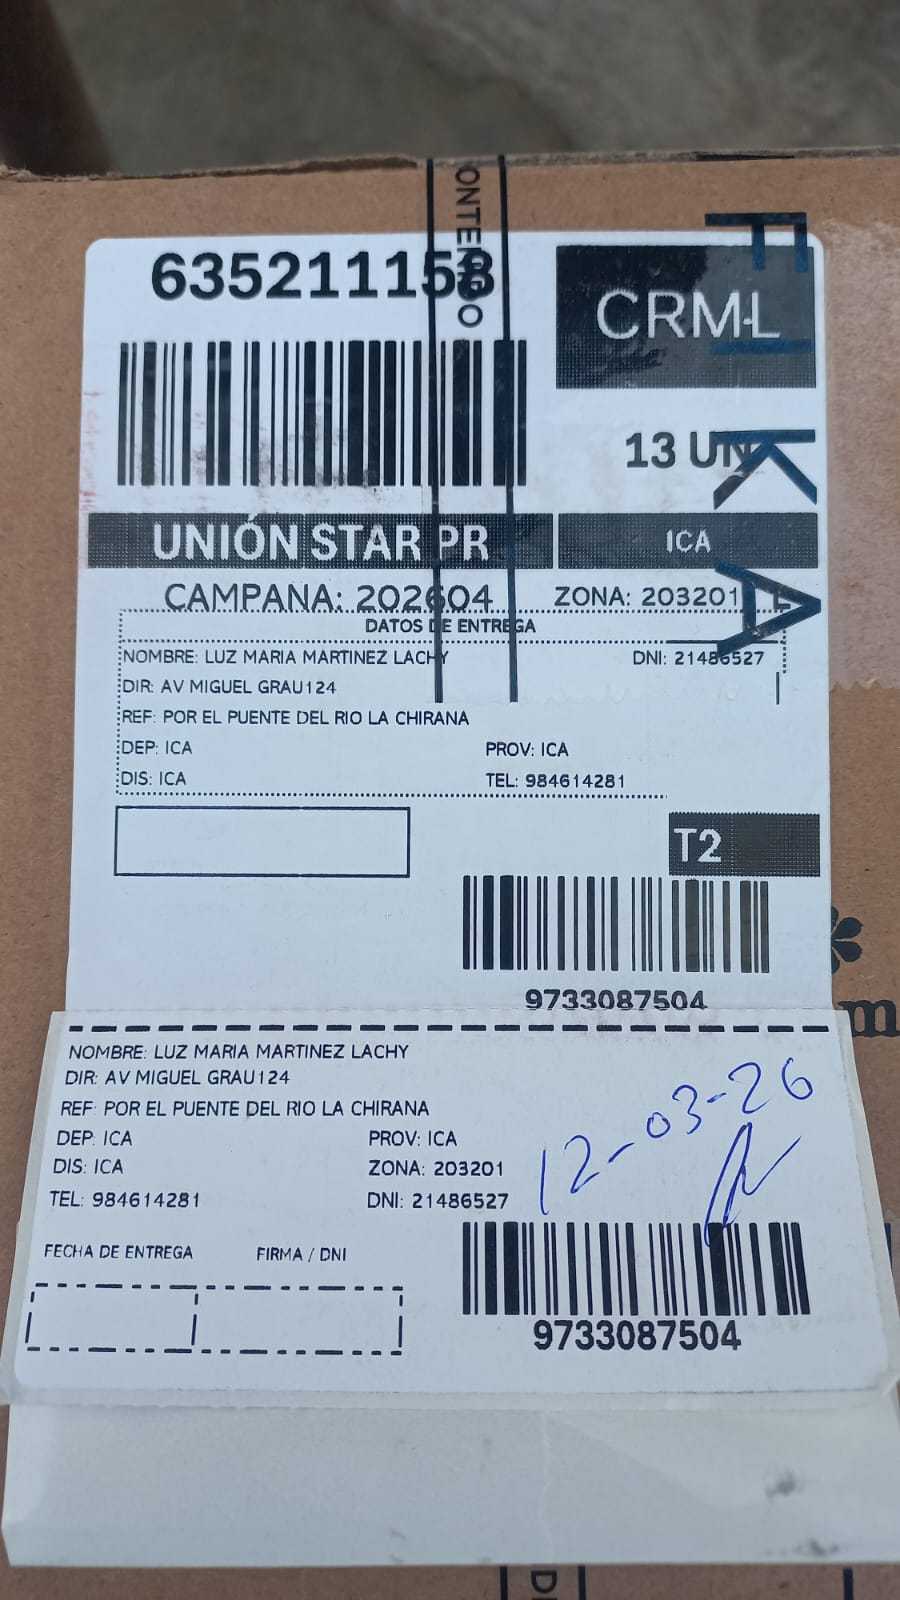 6352111158
CRML
13 UN
UNIÓN STAR PR
ICA
CAMPAÑA: 202604
ZONA: 203201
DATOS DE ENTREGA
NOMBRE: LUZ MARIA MARTINEZ LACHY
DNI: 21486527
DIR: AV MIGUEL GRAU124
REF: POR EL PUENTE DEL RIO LA CHIRANA
DEP: ICA
PROV: ICA
DIS: ICA
TEL: 984614281
T2
9733087504
NOMBRE: LUZ MARIA MARTINEZ LACHY
DIR: AV MIGUEL GRAU124
REF: POR EL PUENTE DEL RIO LA CHIRANA
DEP: ICA
PROV: ICA
DIS: ICA
ZONA: 203201
TEL: 984614281
DNI: 21486527
12-03-26
FECHA DE ENTREGA
FIRMA / DNI
9733087504